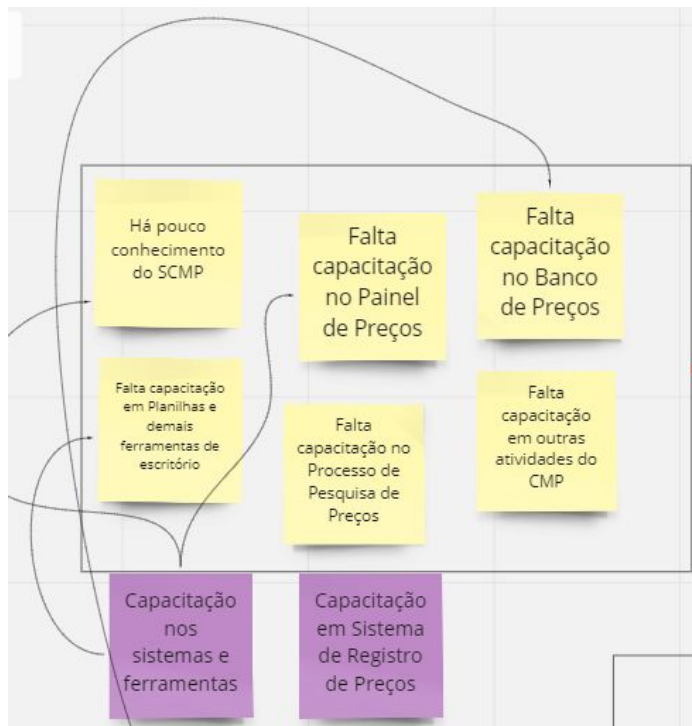 Há pouco
conhecimento
do SCMP
Falta
capacitação
no Painel
de Preços
Falta
capacitação
no Banco
de Preços
Falta capacitação
em Planilhas e
demais
ferramentas de
escritório
Falta
capacitação no
Processo de
Pesquisa de
Preços
Falta
capacitação
em outras
atividades do
CMP
Capacitação
nos
sistemas e
ferramentas
Capacitação
em Sistema
de Registro
de Preços